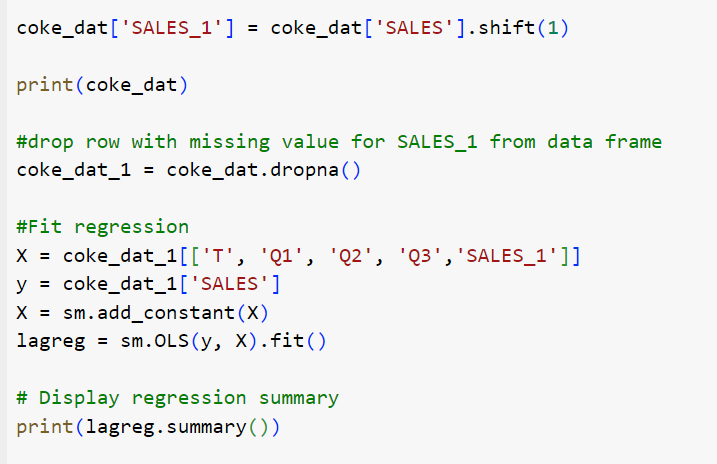 coke_dat['SALES_1'] = coke_dat['SALES'].shift(1)
print(coke_dat)
#drop row with missing value for SALES_1 from data frame
coke_dat_1 = coke_dat.dropna()
#Fit regression
X = coke_dat_1[['T', 'Q1', 'Q2', 'Q3','SALES_1']]
y = coke_dat_1['SALES']
X = sm.add_constant(X)
lagreg = sm.OLS(y, X).fit()
# Display regression summary
print(lagreg.summary())